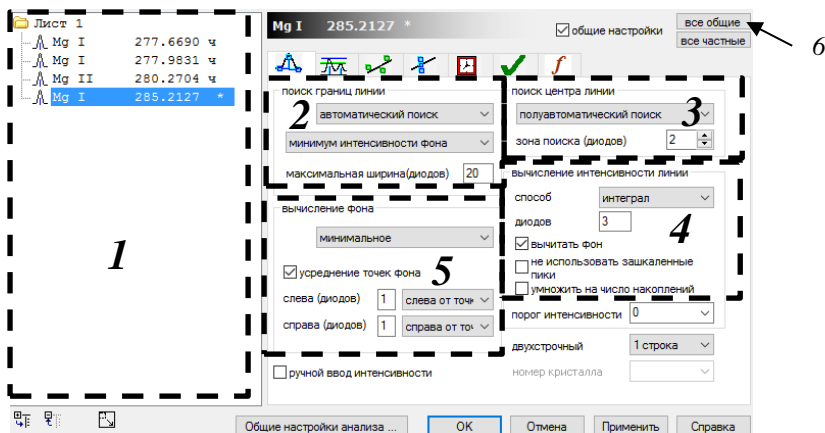 Лист 1
Mg I 277.6690 ч
Mg I 277.9831 ч
Mg II 280.2704 ч
Mg I 285.2127 *
1
Mg I 285.2127 *
общие настройки
все общие
все частные
6
f
поиск границ линии
2
автоматический поиск
минимум интенсивности фона
максимальная ширина(диодов) 20
поиск центра линии
полуавтоматический поиск
3
зона поиска (диодов) 2
вычисление фона
минимальное
усреднение точек фона
5
слева (диодов) 1 слева от точ
справа (диодов) 1 справа от
ручной ввод интенсивности
вычисление интенсивности линии
способ интеграл
диодов 3
4
вычитать фон
не использовать зашкаленные
пики
умножить на число накоплений
порог интенсивности 0
двухстрочный 1 строка
номер кристалла
Общие настройки анализа ...
OK
Отмена
Применить
Справка